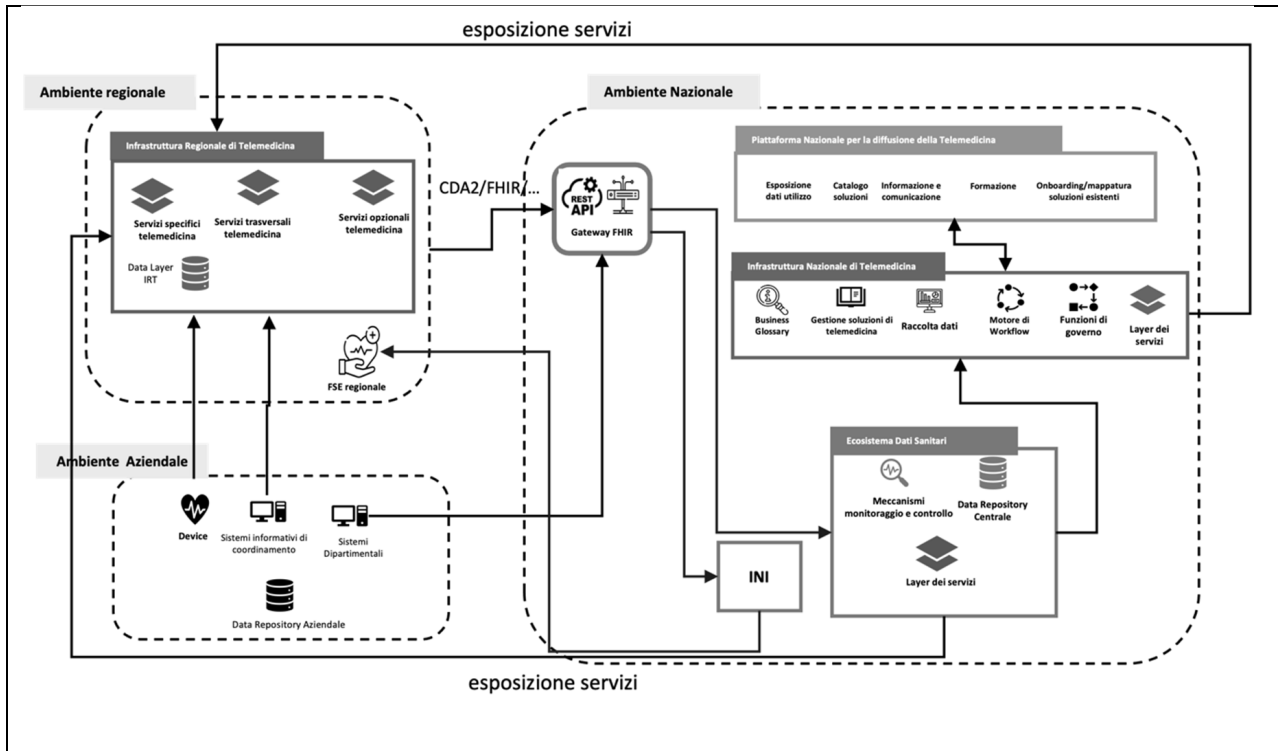 esposizione servizi
Ambiente regionale
Ambiente Nazionale
Infrastruttura Regionale di Telemedicina
Servizi specifici
telemedicina
Servizi trasversali
telemedicina
Servizi opzionali
telemedicina
Data Layer
IRT
FSE regionale
CDA2/FHIR/...
REST
API
Gateway FHIR
Piattaforma Nazionale per la diffusione della Telemedicina
Esposizione
dati utilizzo
Catalogo
soluzioni
Informazione e
comunicazione
Formazione
Onboarding/mappatura
soluzioni esistenti
Infrastruttura Nazionale di Telemedicina
Business
Glossary
Gestione soluzioni di
telemedicina
Raccolta dati
Motore di
Workflow
Funzioni di
governo
Layer dei
servizi
Ambiente Aziendale
Device
Sistemi informativi di
coordinamento
Sistemi
Dipartimentali
Data Repository Aziendale
INI
Ecosistema Dati Sanitari
Meccanismi
monitoraggio e controllo
Data Repository
Centrale
Layer dei servizi
esposizione servizi